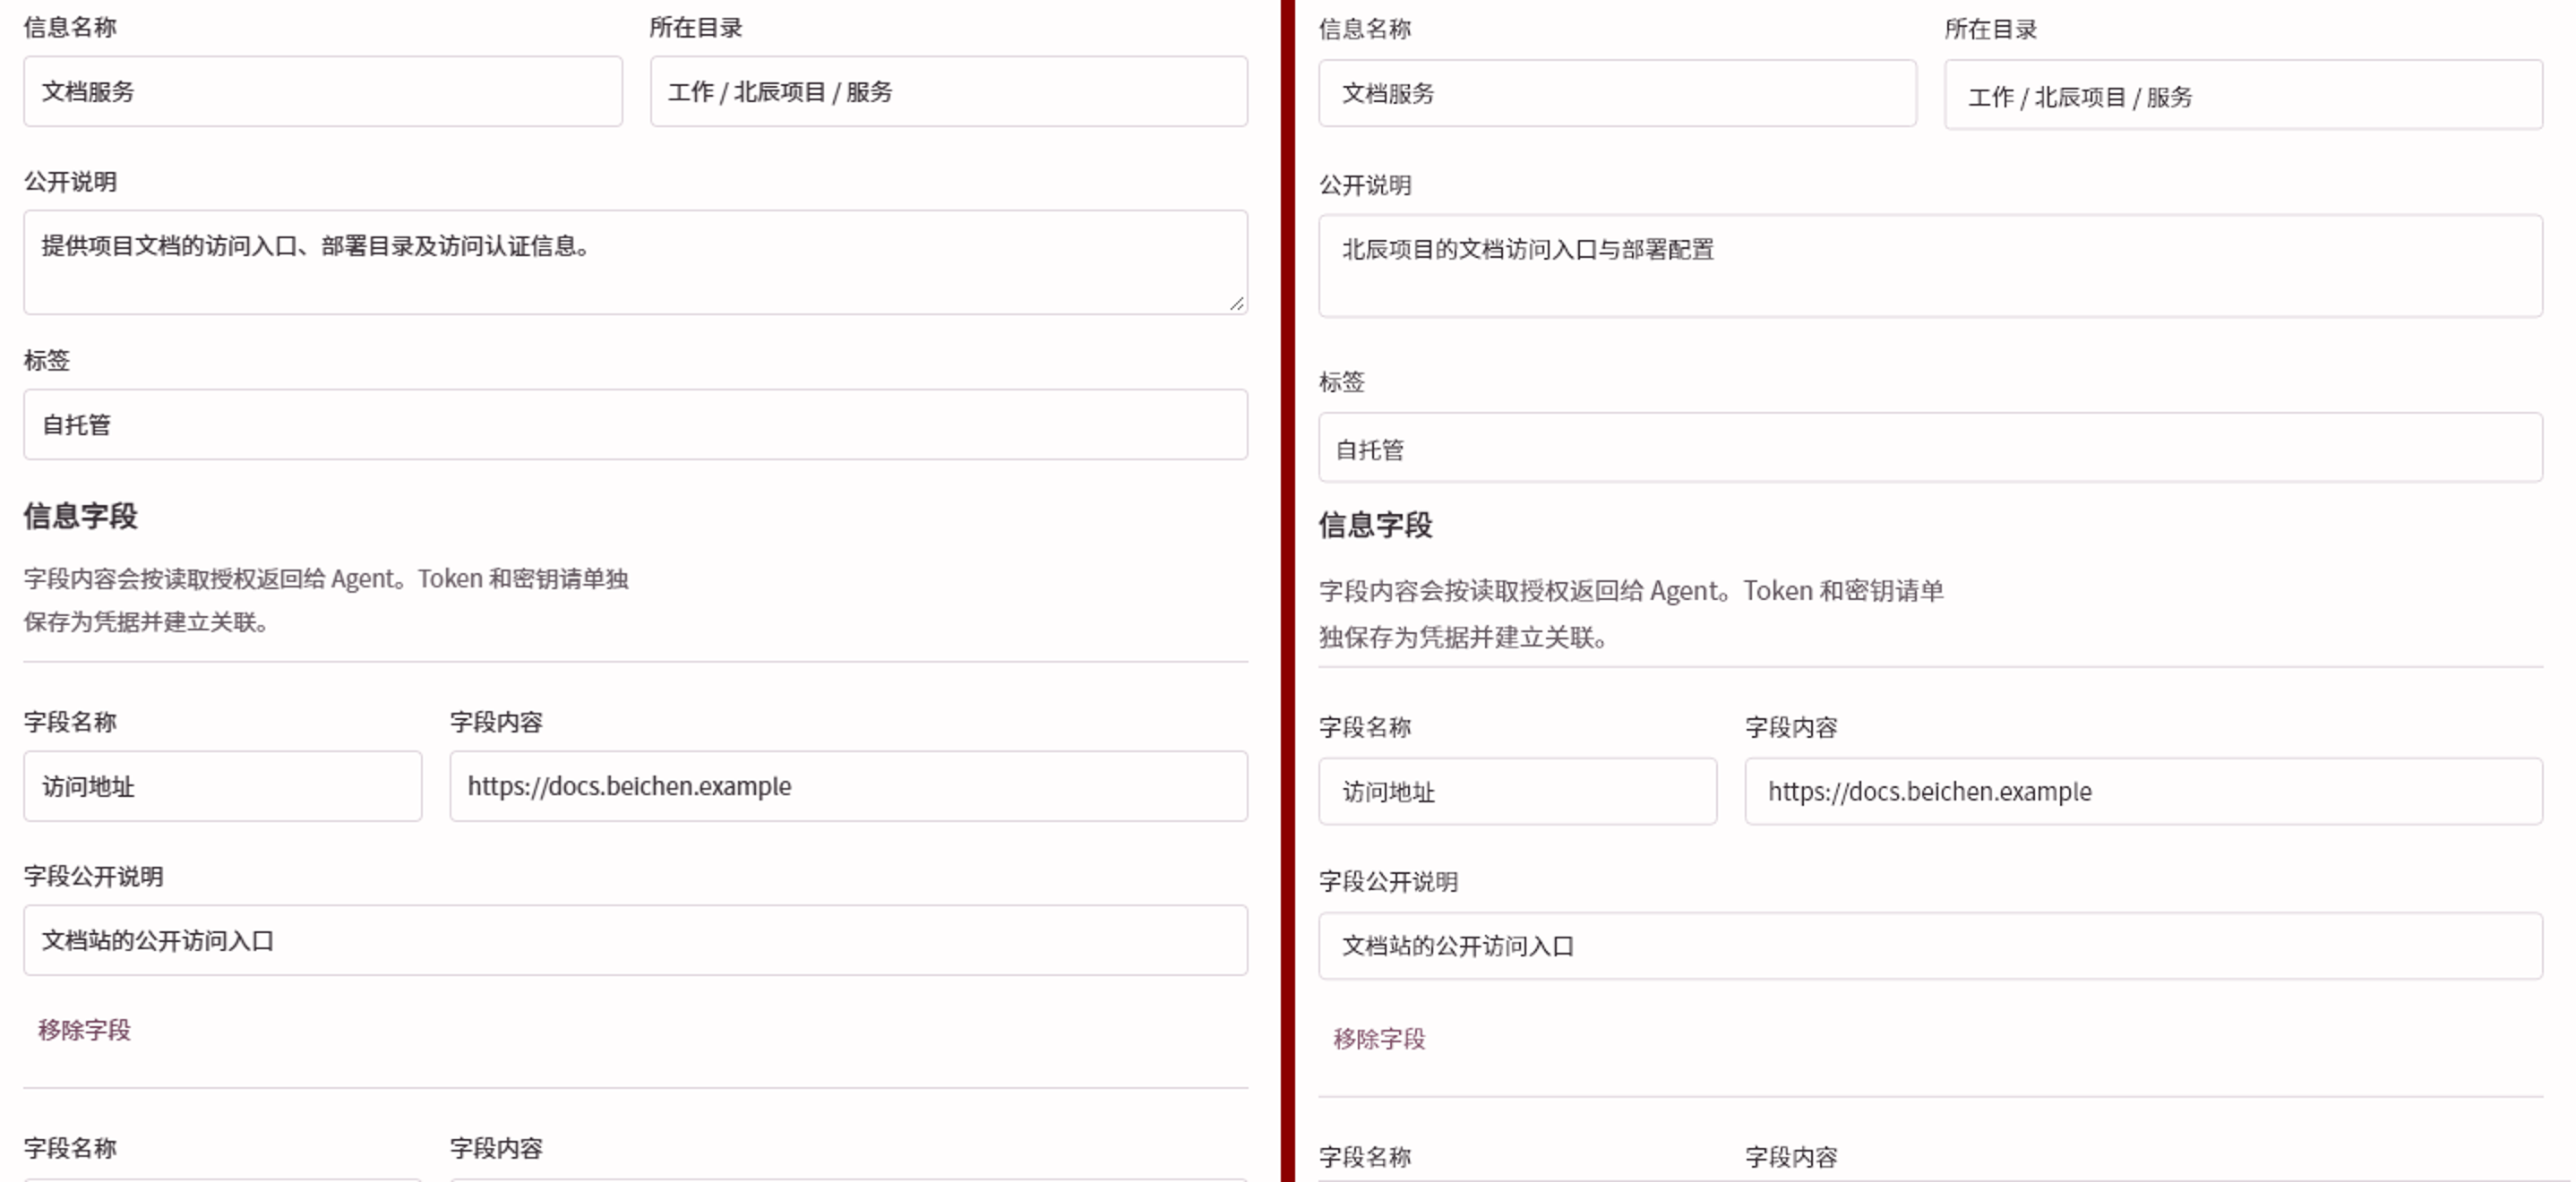 信息名称
所在目录
文档服务
工作 / 北辰项目 / 服务
公开说明
提供项目文档的访问入口、部署目录及访问认证信息。
标签
自托管
信息字段
字段内容会按读取授权返回给 Agent。Token 和密钥请单独
保存为凭据并建立关联。
字段名称
字段内容
访问地址
https://docs.beichen.example
字段公开说明
文档站的公开访问入口
移除字段
字段名称
字段内容
信息名称
所在目录
文档服务
工作 / 北辰项目 / 服务
公开说明
北辰项目的文档访问入口与部署配置
标签
自托管
信息字段
字段内容会按读取授权返回给 Agent。Token 和密钥请单
独保存为凭据并建立关联。
字段名称
字段内容
访问地址
https://docs.beichen.example
字段公开说明
文档站的公开访问入口
移除字段
字段名称
字段内容